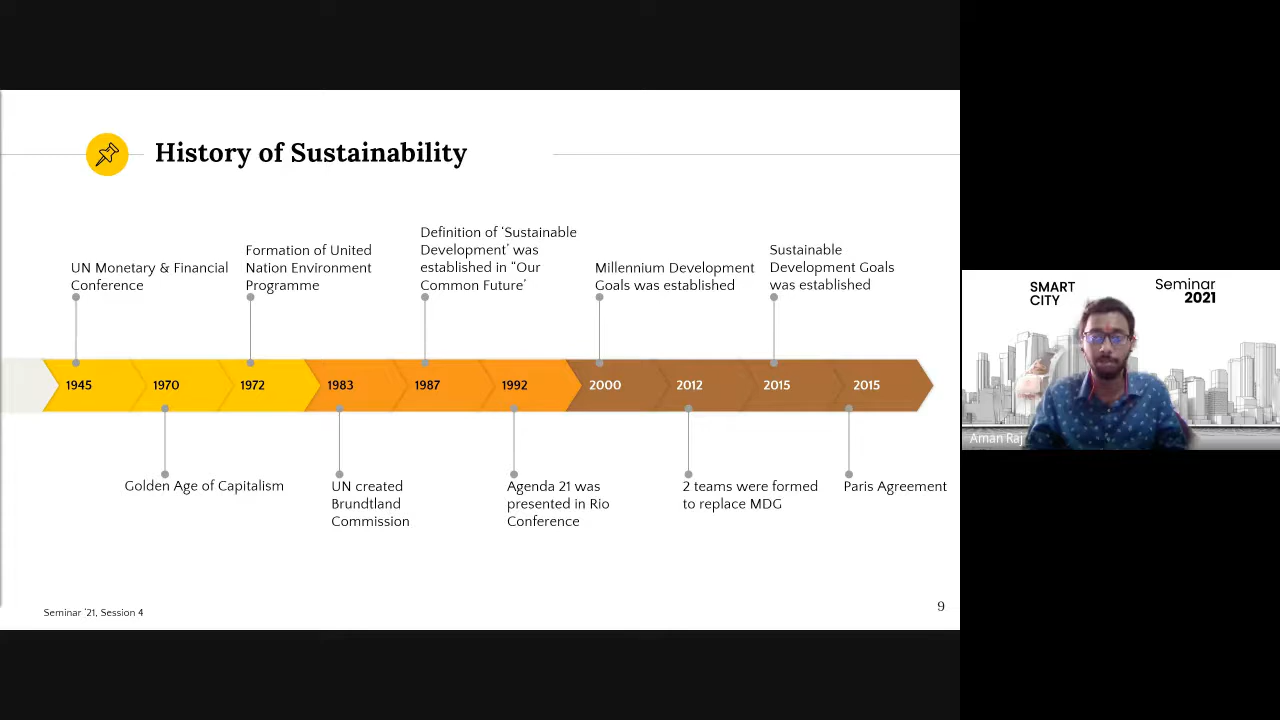 History of Sustainability
UN Monetary & Financial
Conference
Formation of United
Nation Environment
Programme
Definition of ‘Sustainable
Development’ was
established in “Our
Common Future’
Millennium Development
Goals was established
Sustainable
Development Goals
was established
1945
1970
1972
1983
1987
1992
2000
2012
2015
2015
Golden Age of Capitalism
UN created
Brundtland
Commission
Agenda 21 was
presented in Rio
Conference
2 teams were formed
to replace MDG
Paris Agreement
Seminar ’21, Session 4
9
SMART
CITY
Seminar
2021
Aman Raj